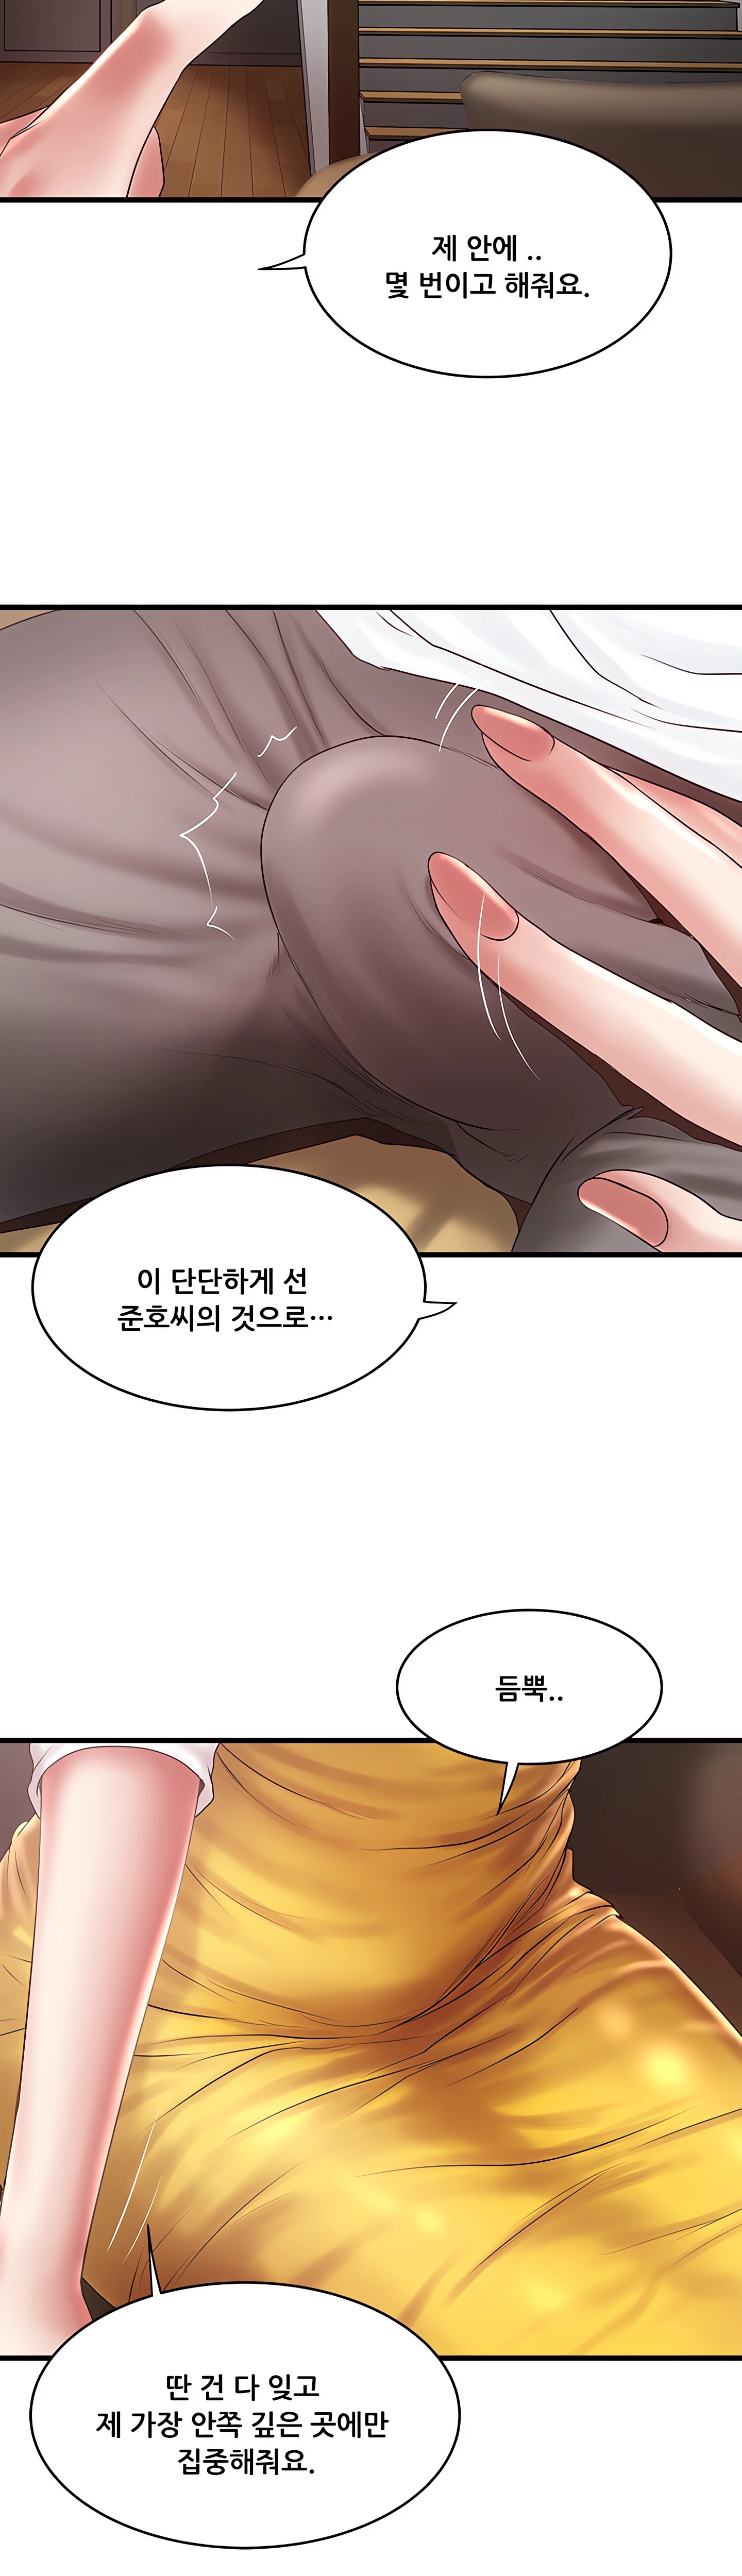 제 안에 ..
몇 번이고 해줘요.
이 단단하게 선
준호씨의 것으로…
듬뿍..
딴 건 다 잊고
제 가장 안쪽 깊은 곳에만
집중해줘요.